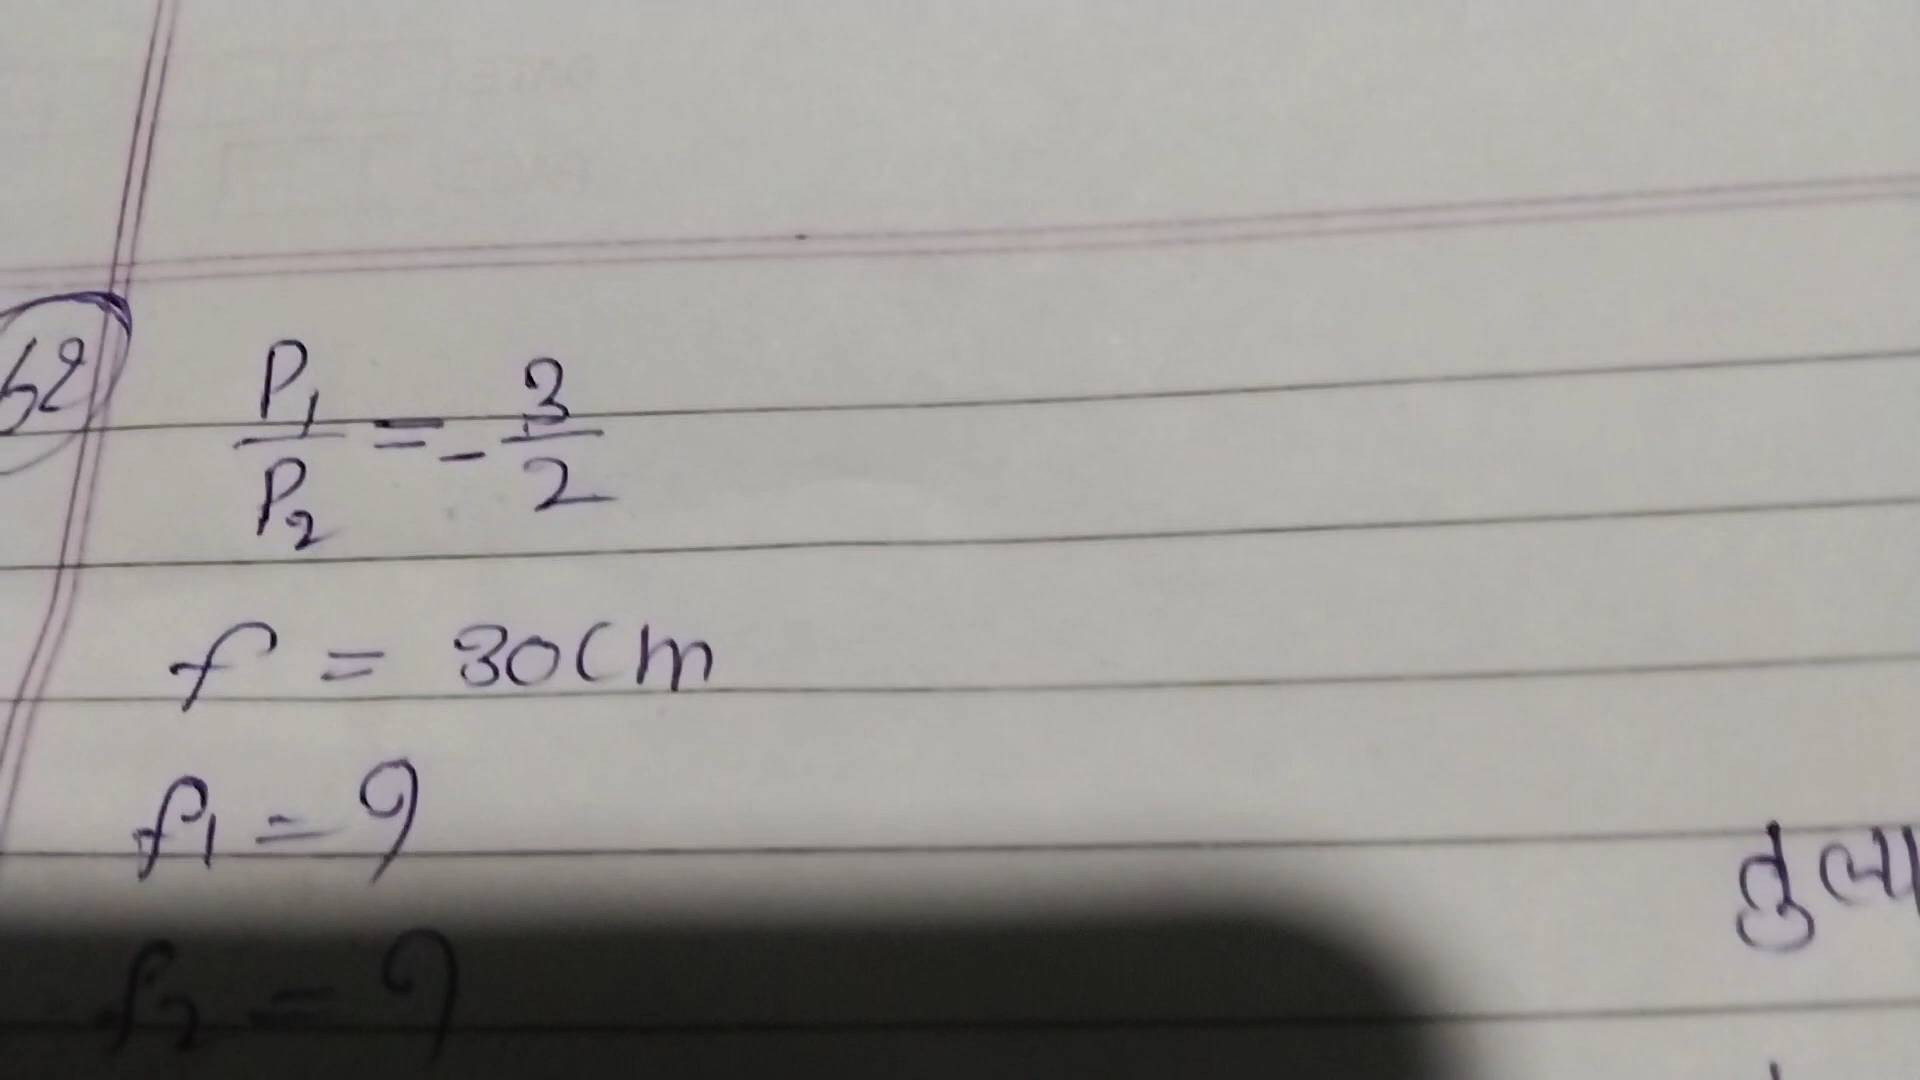 52
P₁/P₂ = -3/2
f = 30cm
f₁ = ?
f₂ = ?
तुला